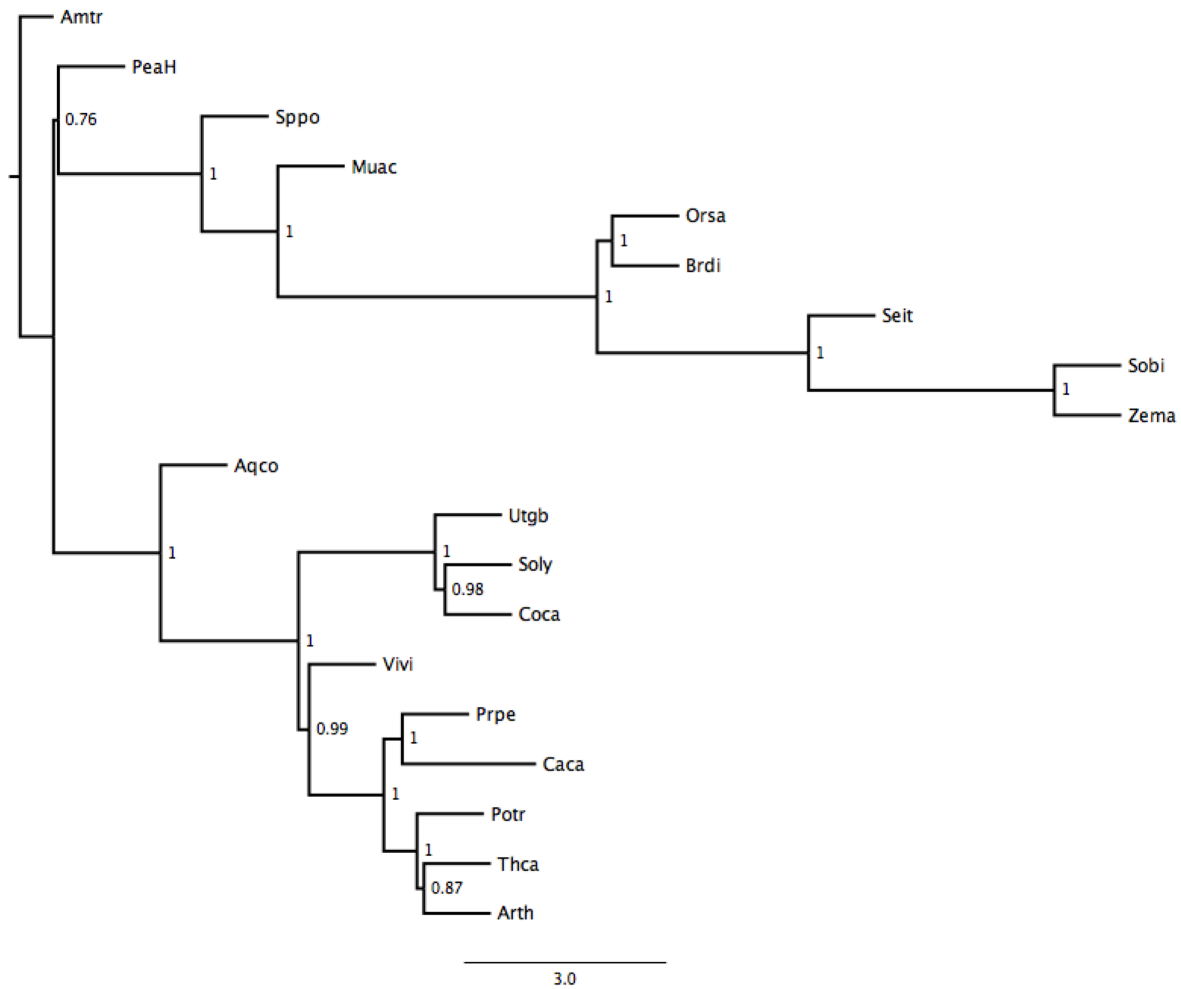 Amtr
PeaH
0.76
Sppo
Muac
1
Orsa
1
1
Brdi
1
Seit
1
Sobi
1
Zema
Aqco
Utgb
1
1
Soly
0.98
Coca
1
Vivi
Prpe
0.99
1
Caca
1
Potr
1
Thca
0.87
Arth
3.0